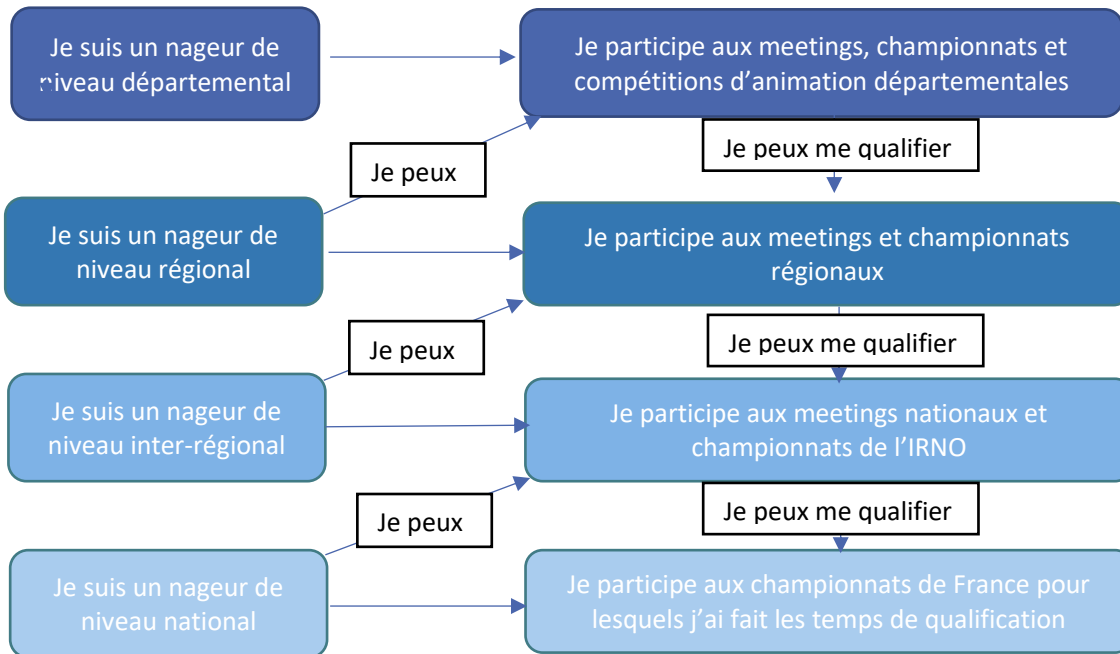 Je suis un nageur de
niveau départemental
Je participe aux meetings, championnats et
compétitions d'animation départementales
Je peux
Je peux me qualifier
Je suis un nageur de
niveau régional
Je participe aux meetings et championnats
régionaux
Je peux
Je peux me qualifier
Je suis un nageur de
niveau inter-régional
Je participe aux meetings nationaux et
championnats de l'IRNO
Je peux
Je peux me qualifier
Je suis un nageur de
niveau national
Je participe aux championnats de France pour
lesquels j'ai fait les temps de qualification